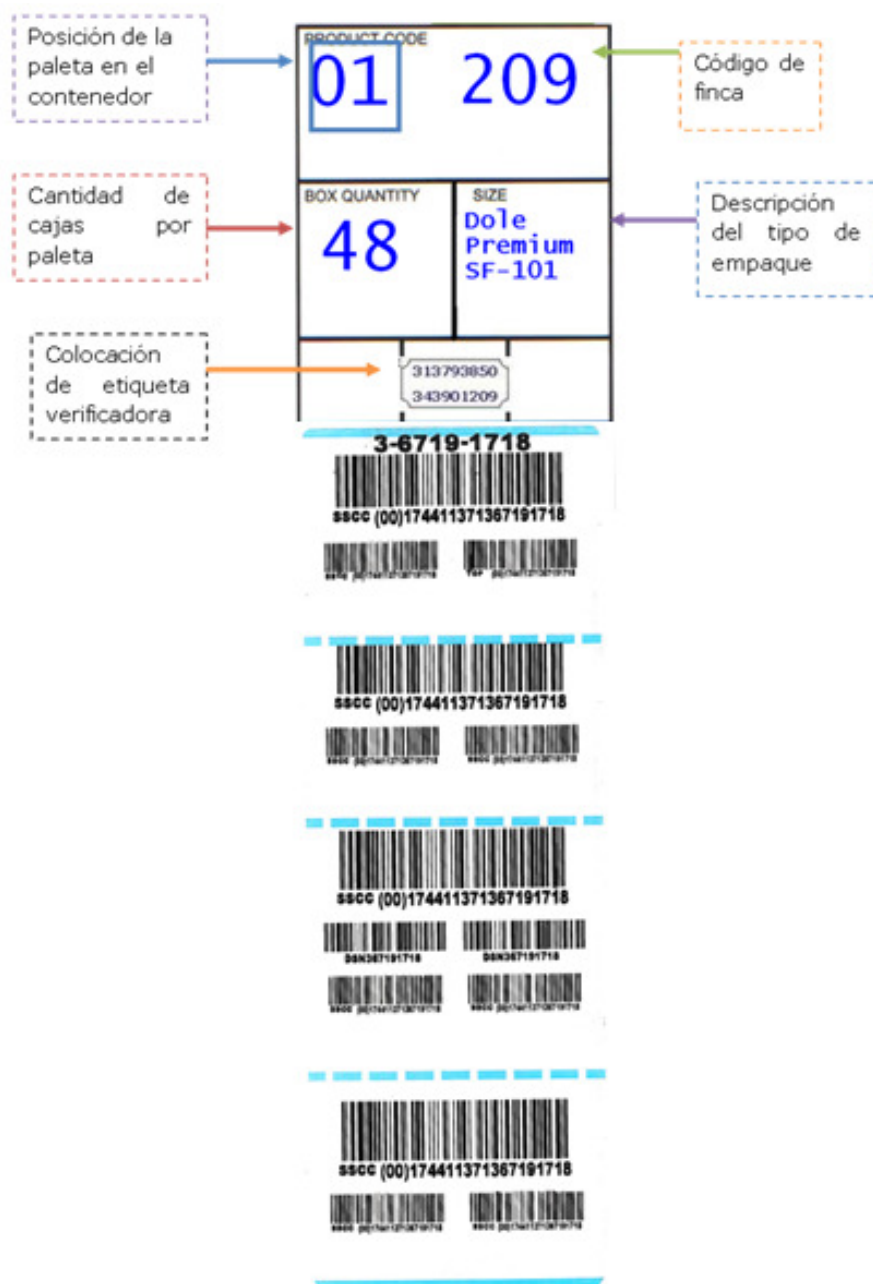 Posición de la
paleta en el
contenedor
PRODUCT CODE
01
209
Código de
finca
Cantidad de
cajas por
paleta
BOX QUANTITY
48
SIZE
Dole
Premium
SF-101
Descripción
del tipo de
empaque
Colocación
de etiqueta
verificadora
313793850
343901209
3-6719-1718
SSCC (00)174411371367191718
SSCC (00)174411371367191718
SSCC (00)174411371367191718
DSN367191718
DSN367191718
SSCC (00)174411371367191718